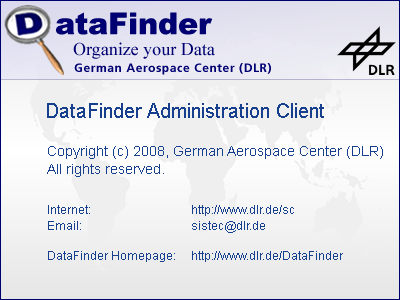 DataFinder
Organize your Data
German Aerospace Center (DLR)
DLR
DataFinder Administration Client
Copyright (c) 2008, German Aerospace Center (DLR)
All rights reserved.
Internet: http://www.dlr.de/sc
Email: sistec@dlr.de
DataFinder Homepage: http://www.dlr.de/DataFinder